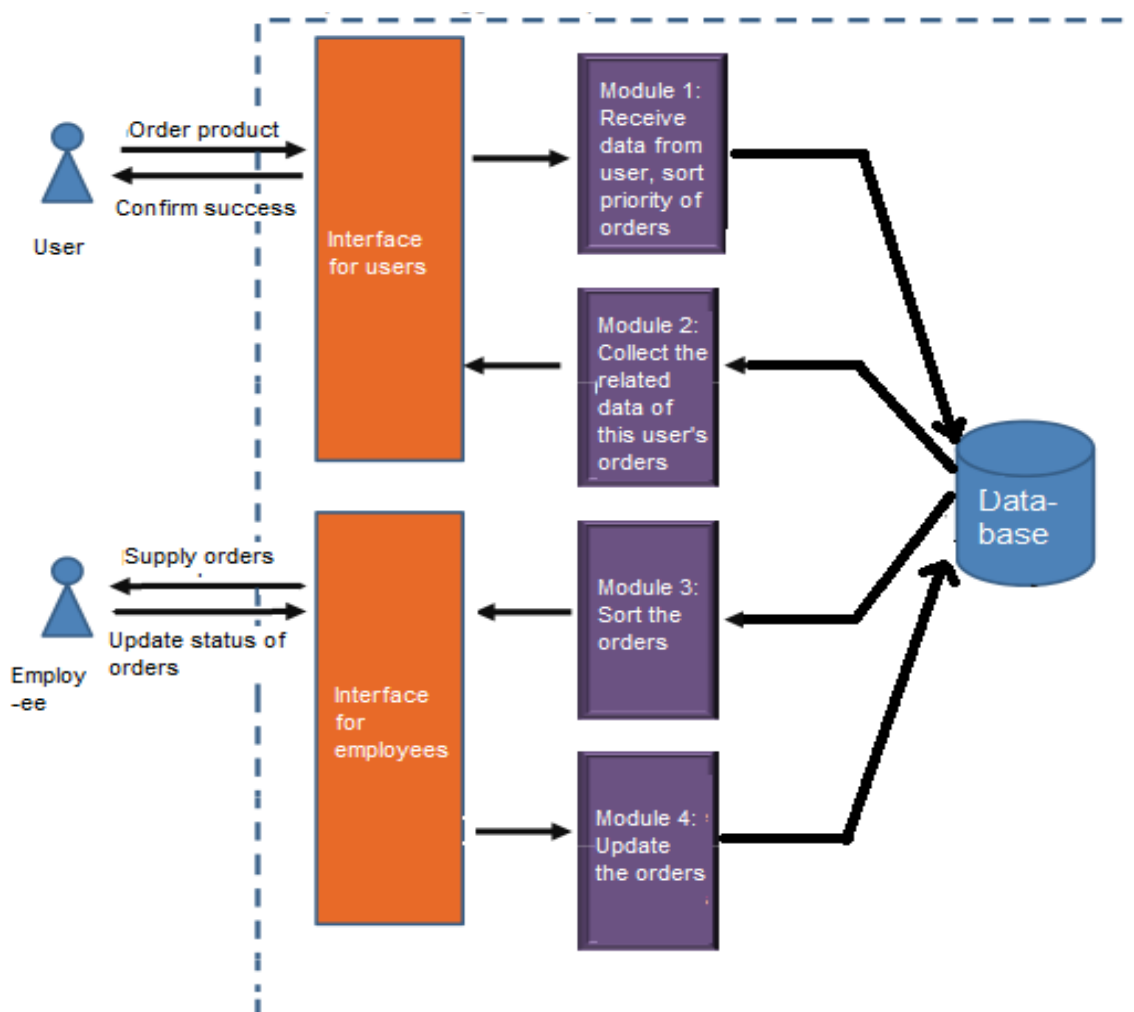 Order product
Confirm success
User
Interface
for users
Module 1:
Receive
data from
user, sort
priority of
orders
Module 2:
Collect the
related
data of
this user's
orders
Data-
base
Supply orders
Update status of
orders
Employ
-ee
Interface
for
employees
Module 3:
Sort the
orders
Module 4:
Update
the orders